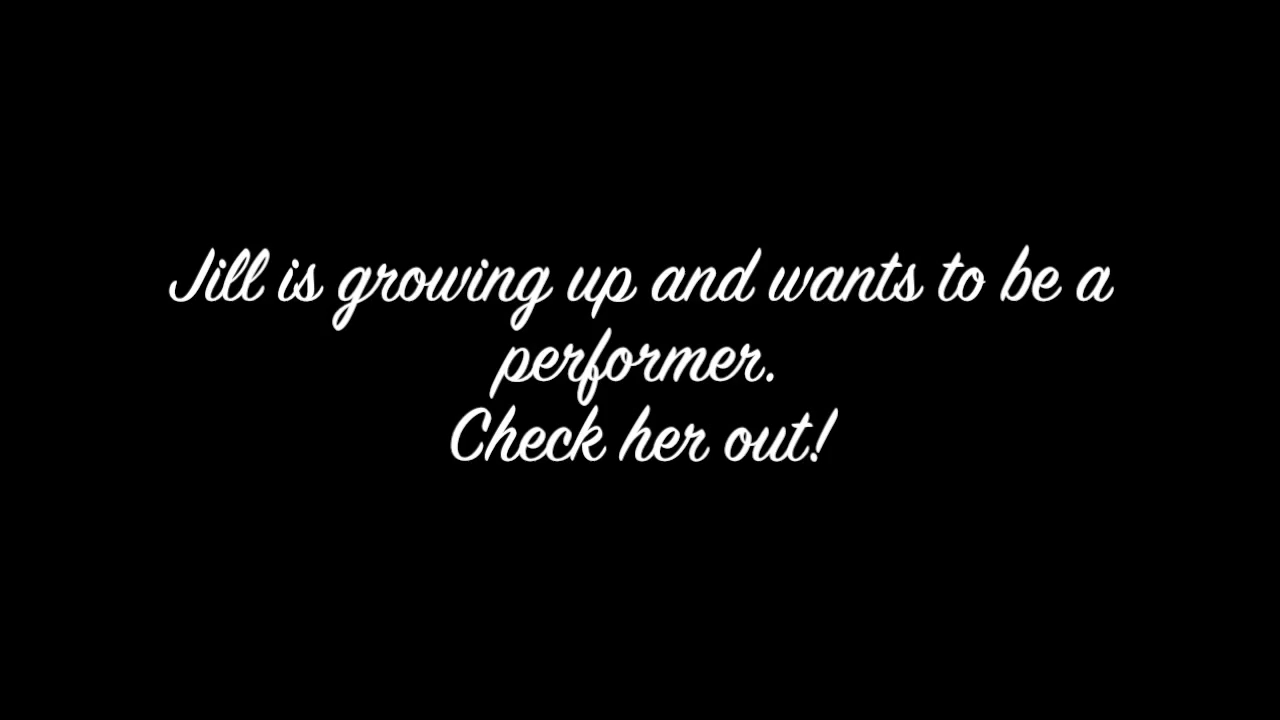 Jill is growing up and wants to be a
performer.
Check her out!